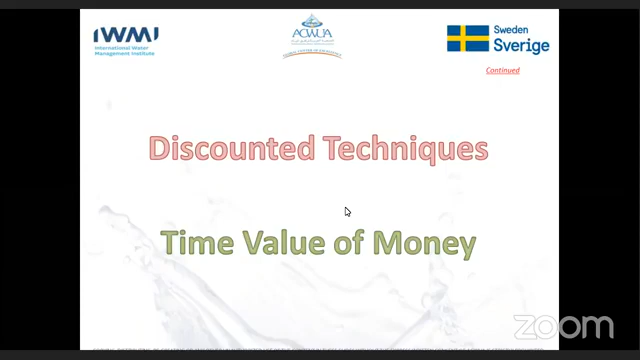 IWMI
International Water
Management Institute
ACWUA
Sweden
Sverige
Continued
Discounted Techniques
Time Value of Money
zoom